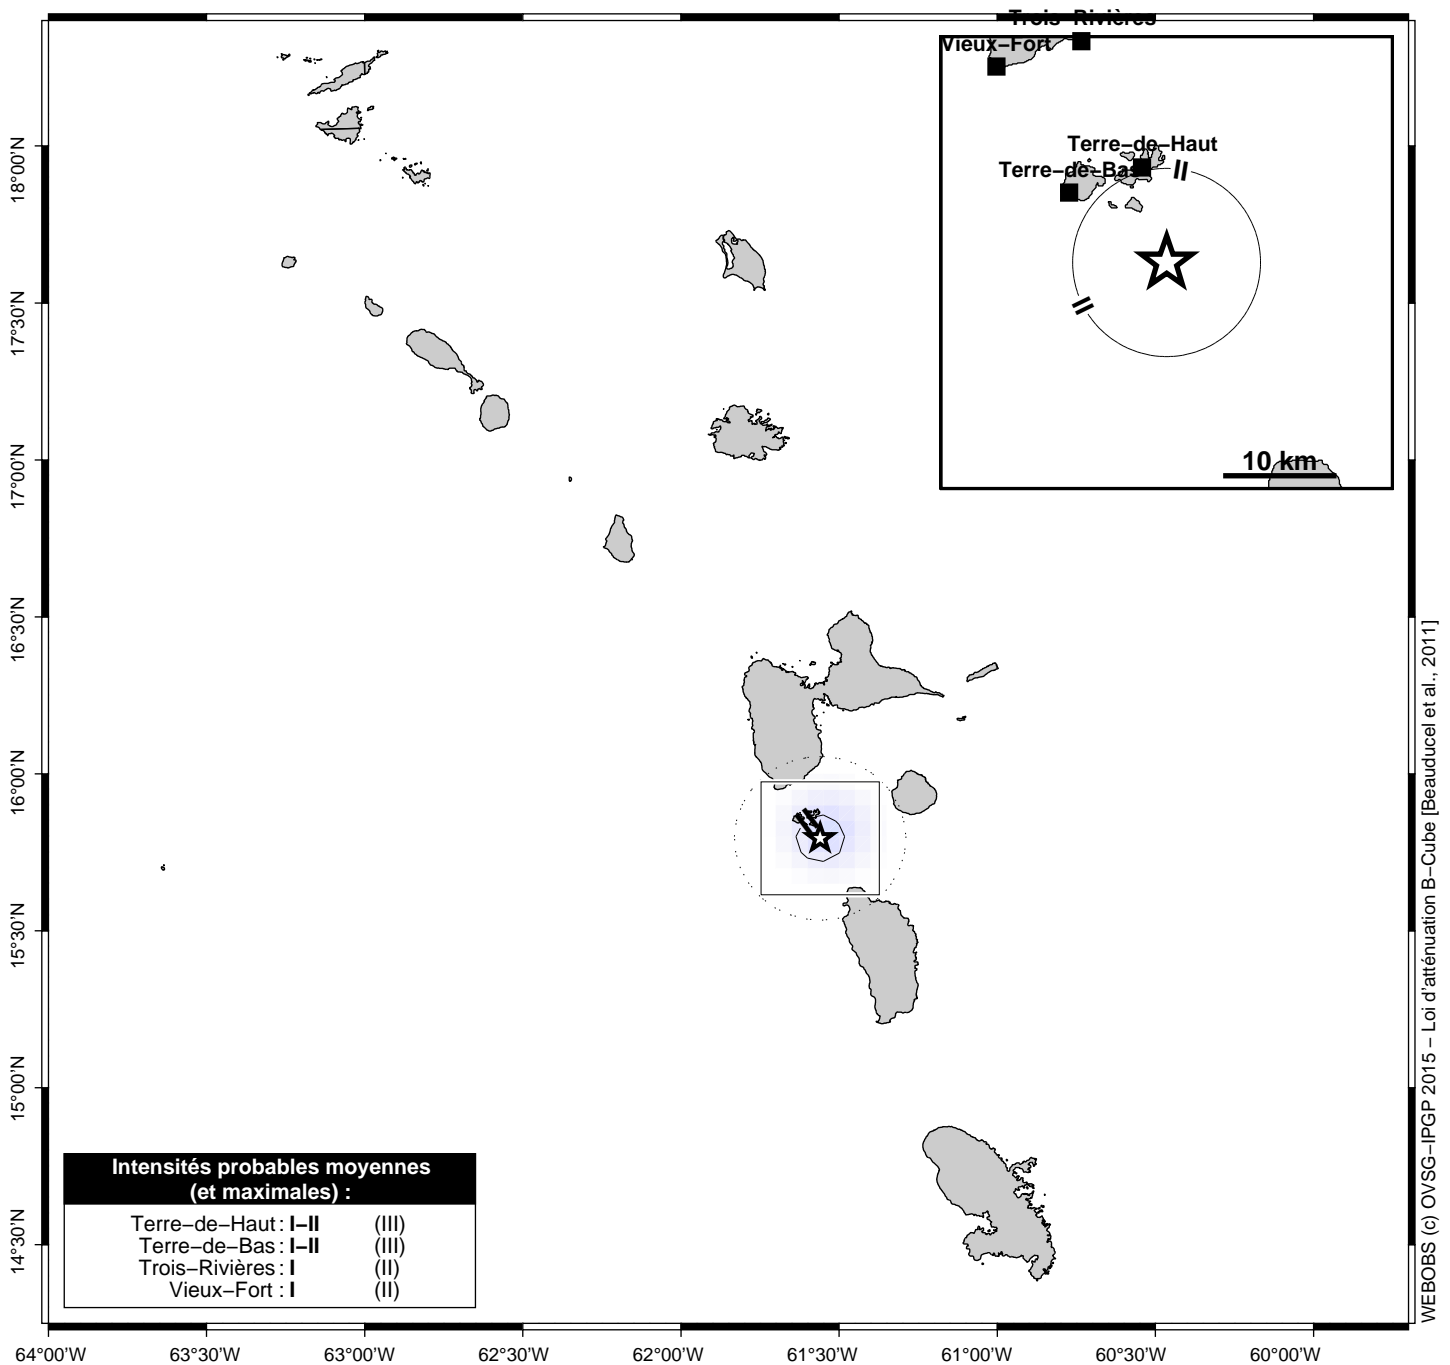 Trois−Rivières
Vieux−Fort
Terre−de−Haut
Terre−de−Bas
II
II
10 km
18°00'N
17°30'N
17°00'N
16°30'N
16°00'N
15°30'N
15°00'N
14°30'N
Intensités probables moyennes
(et maximales) :
Terre−de−Haut : I−II (III)
Terre−de−Bas : I−II (III)
Trois−Rivières : I (II)
Vieux−Fort : I (II)
64°00'W 63°30'W 63°00'W 62°30'W 62°00'W 61°30'W 61°00'W 60°30'W 60°00'W
WEBOBS (c) OVSG−IPGP 2015 − Loi d'atténuation B−Cube [Beauducel et al., 2011]